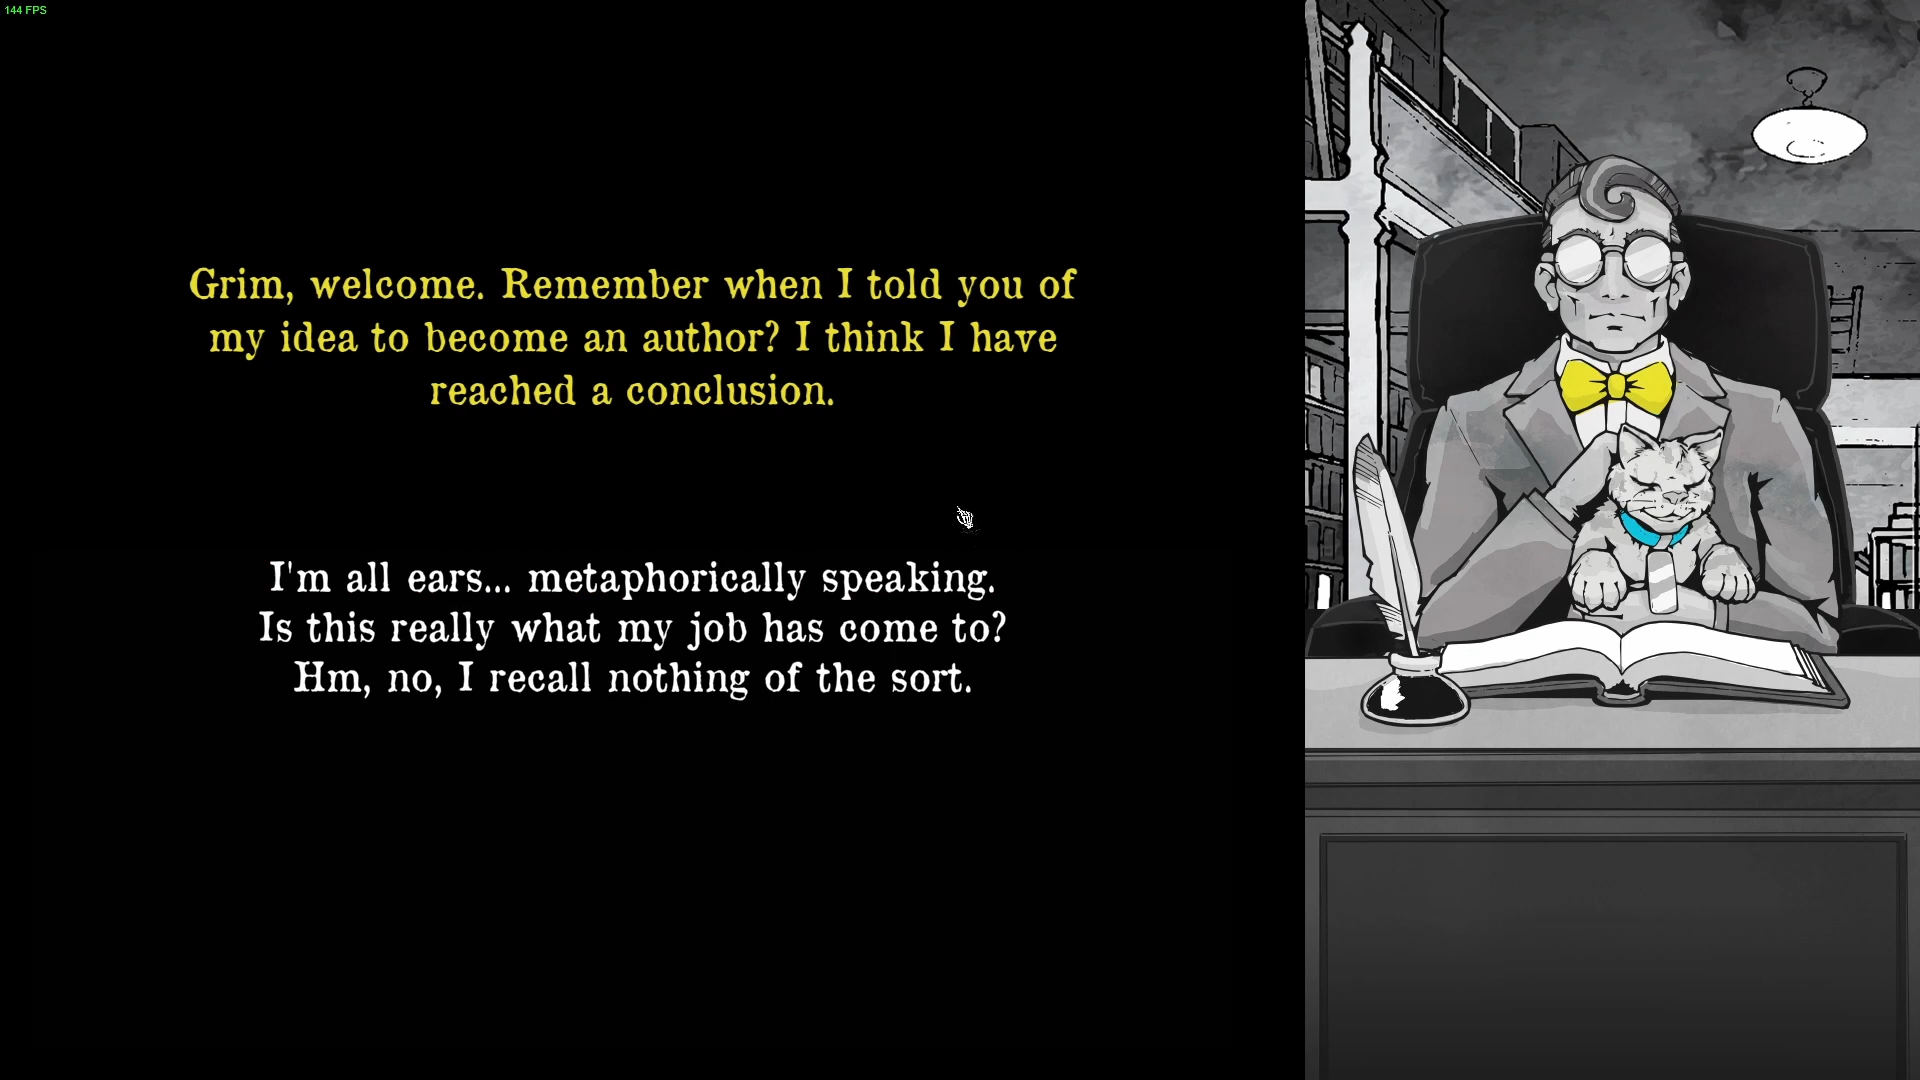 144 FPS
Grim, welcome. Remember when I told you of
my idea to become an author? I think I have
reached a conclusion.
I'm all ears... metaphorically speaking.
Is this really what my job has come to?
Hm, no, I recall nothing of the sort.